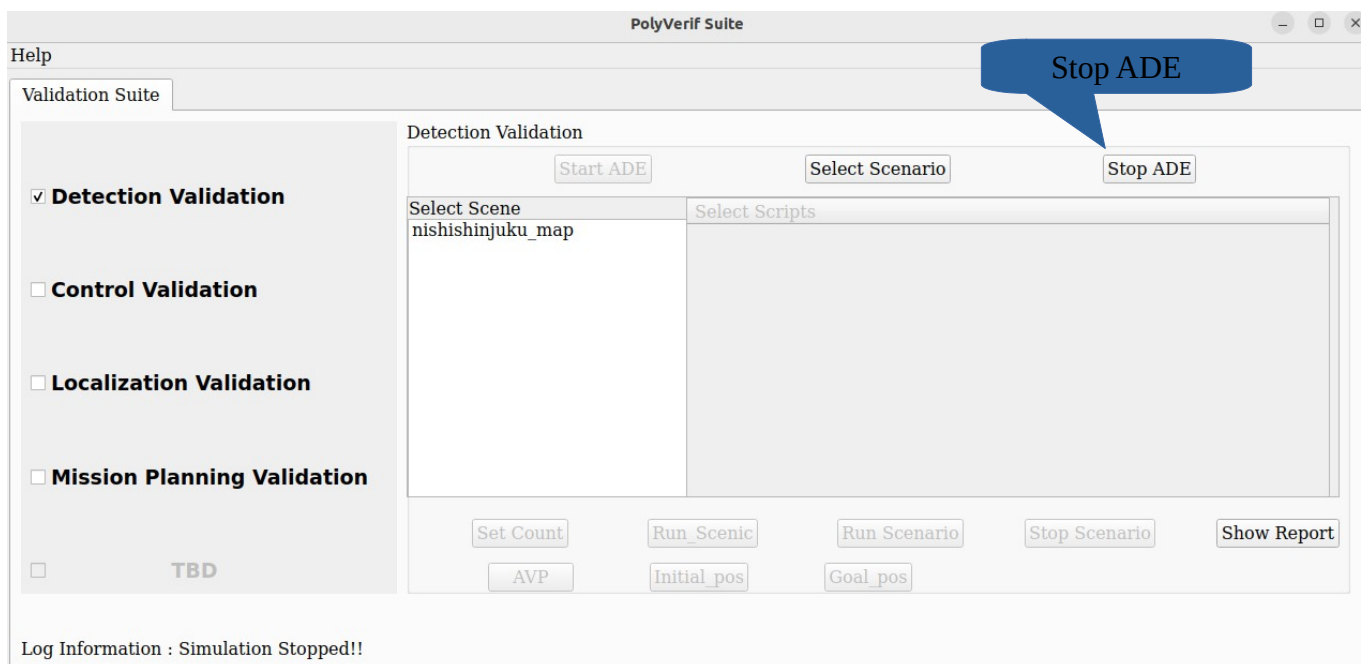 PolyVerif Suite
Help
Stop ADE
Validation Suite
Detection Validation
Start ADE
Select Scenario
Stop ADE
Detection Validation
Select Scene
Select Scripts
nishishinjuku_map
Control Validation
Localization Validation
Mission Planning Validation
Set Count
Run_Scenic
Run Scenario
Stop Scenario
Show Report
TBD
AVP
Initial_pos
Goal_pos
Log Information : Simulation Stopped!!